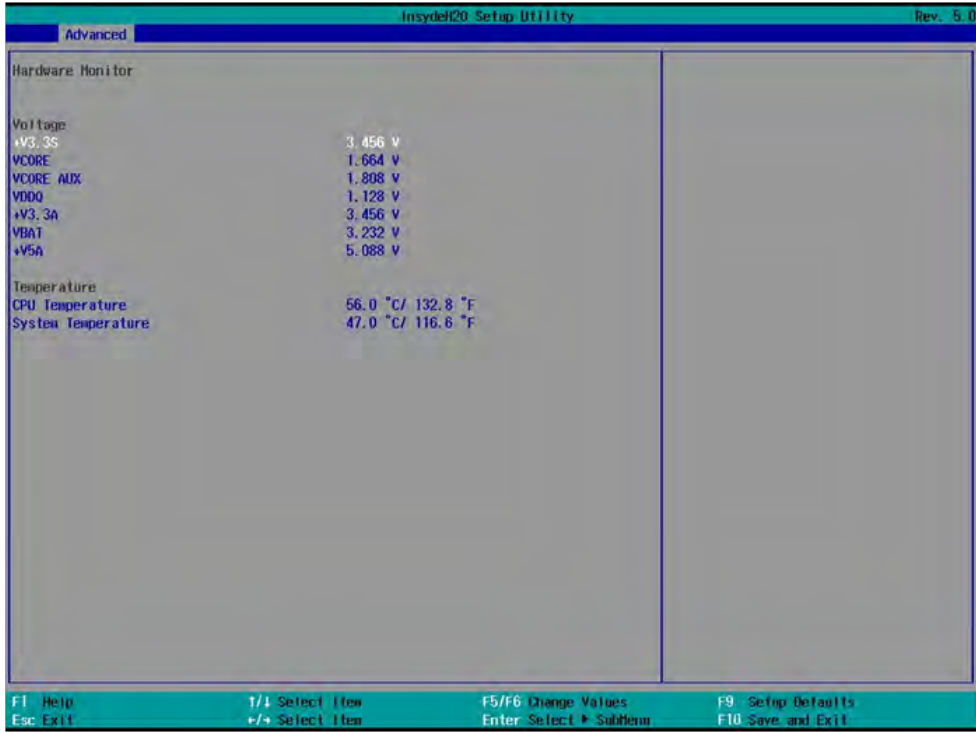 InsydeH20 Setup Utility Rev. 5.0
Advanced
Hardware Monitor
Voltage
+V3.3S 3.456 V
VCORE 1.664 V
VCORE AUX 1.808 V
VDDQ 1.128 V
+V3.3A 3.456 V
VBAT 3.232 V
+V5A 5.088 V
Temperature
CPU Temperature 56.0 °C/ 132.8 °F
System Temperature 47.0 °C/ 116.6 °F
F1 Help ↑/↓ Select Item F5/F6 Change Values F9 Setup Defaults
Esc Exit ←/→ Select Item Enter Select ▶ SubMenu F10 Save and Exit